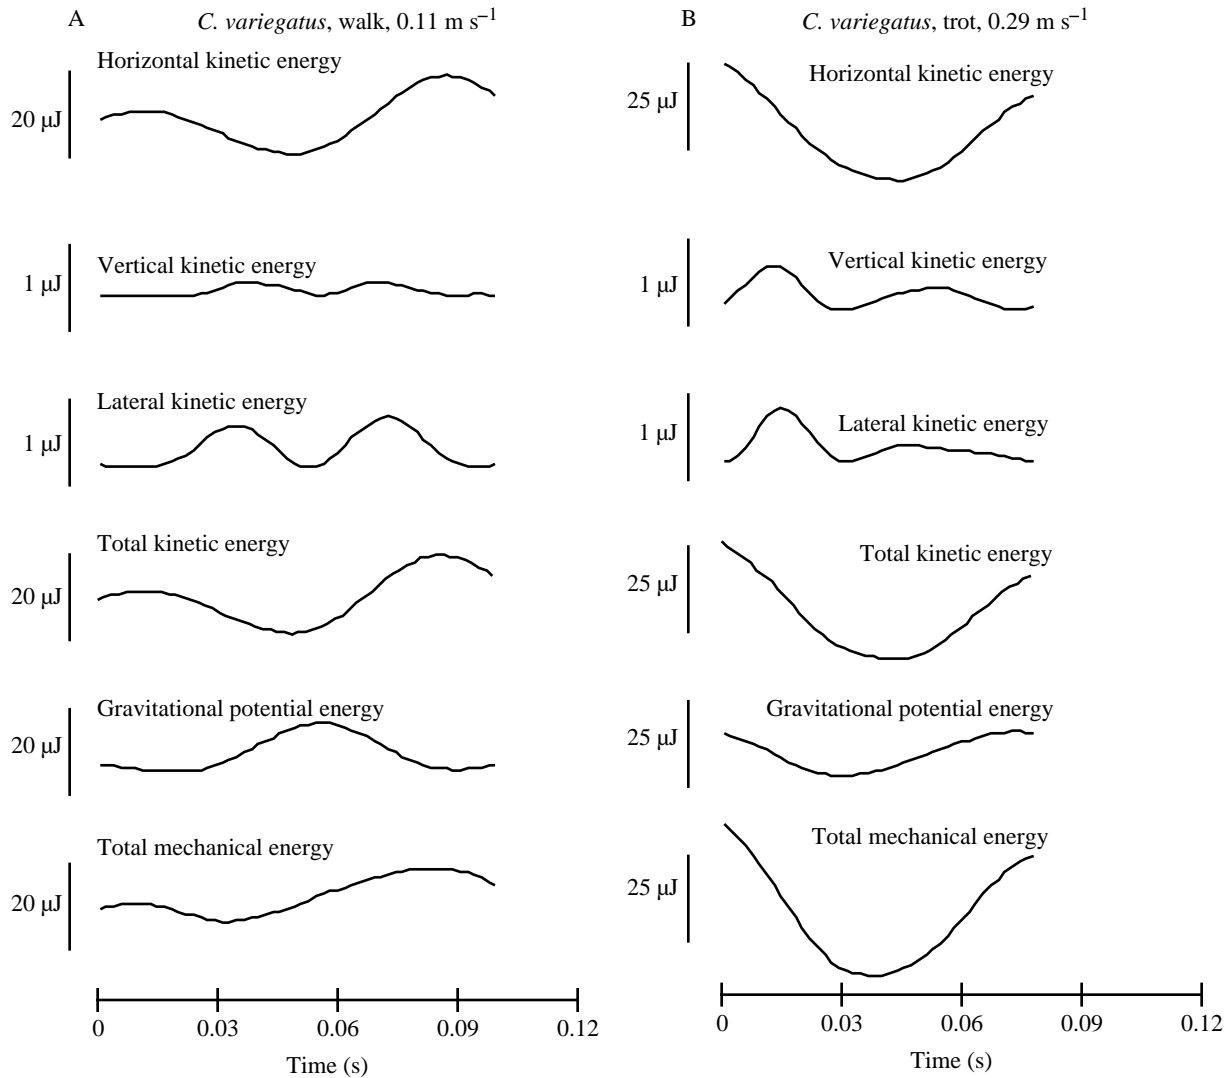 A
C. variegatus, walk, 0.11 m s⁻¹
Horizontal kinetic energy
20 µJ
Vertical kinetic energy
1 µJ
Lateral kinetic energy
1 µJ
Total kinetic energy
20 µJ
Gravitational potential energy
20 µJ
Total mechanical energy
20 µJ
0 0.03 0.06 0.09 0.12
Time (s)
B
C. variegatus, trot, 0.29 m s⁻¹
Horizontal kinetic energy
25 µJ
Vertical kinetic energy
1 µJ
Lateral kinetic energy
1 µJ
Total kinetic energy
25 µJ
Gravitational potential energy
25 µJ
Total mechanical energy
25 µJ
0 0.03 0.06 0.09 0.12
Time (s)